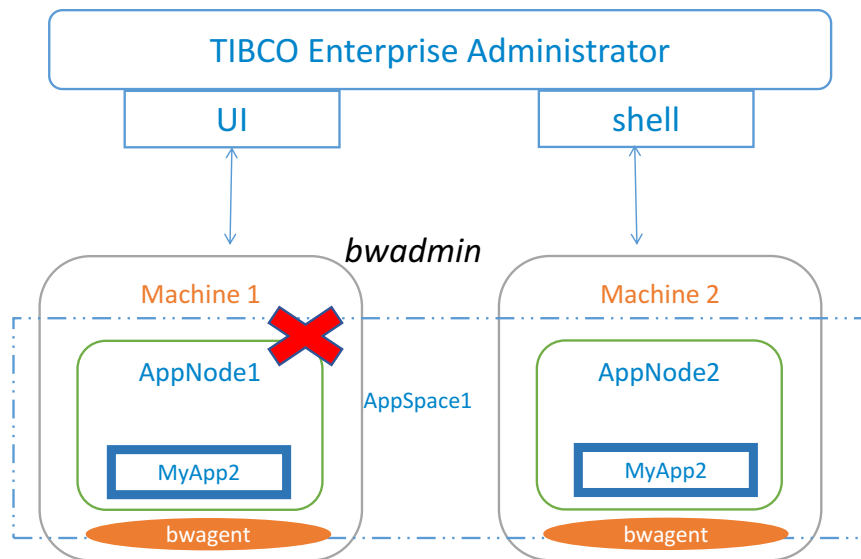 TIBCO Enterprise Administrator
UI
shell
bwadmin
Machine 1
Machine 2
AppNode1
AppNode2
AppSpace1
MyApp2
MyApp2
bwagent
bwagent